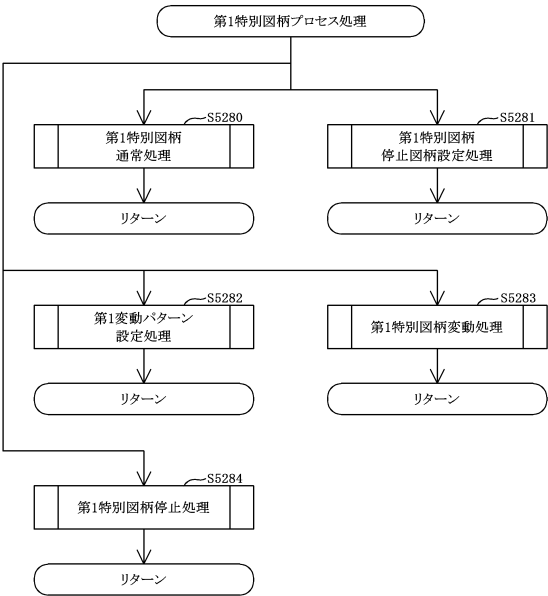 第1特別図柄プロセス処理
S5280
第1特別図柄
通常処理
S5281
第1特別図柄
停止図柄設定処理
リターン
リターン
S5282
第1変動パターン
設定処理
S5283
第1特別図柄変動処理
リターン
リターン
S5284
第1特別図柄停止処理
リターン